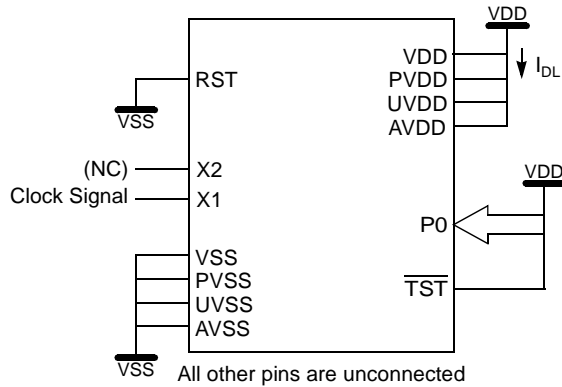 VDD
VDD
I_DL
PVDD
UVDD
AVDD
RST
VSS
(NC)
X2
Clock Signal
X1
VDD
P0
TST
VSS
PVSS
UVSS
AVSS
VSS
All other pins are unconnected